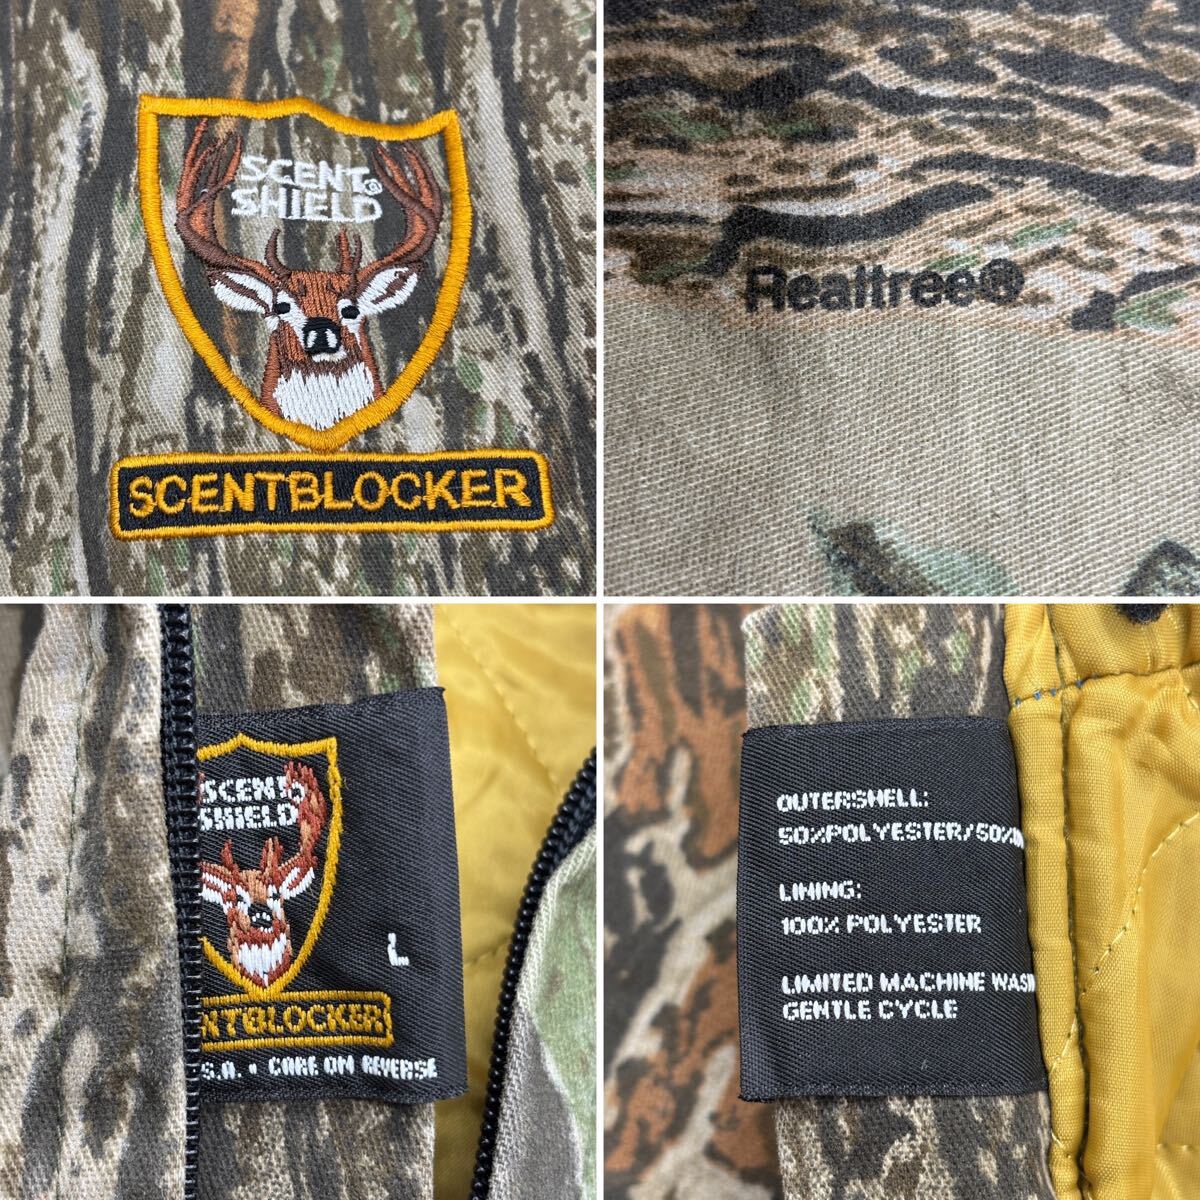 SCENT®
SHIELD
SCENTBLOCKER
Realtree®
SCENT
SHIELD
L
NTBLOCKER
S.A. • CARE ON REVERSE
OUTERSHELL:
50%POLYESTER/50%
LINING:
100% POLYESTER
LIMITED MACHINE WASH
GENTLE CYCLE